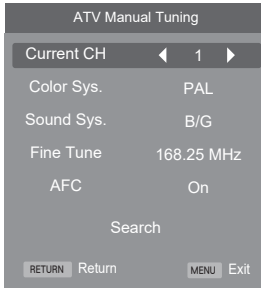 ATV Manual Tuning
Current CH 1
Color Sys. PAL
Sound Sys. B/G
Fine Tune 168.25 MHz
AFC On
Search
RETURN Return MENU Exit